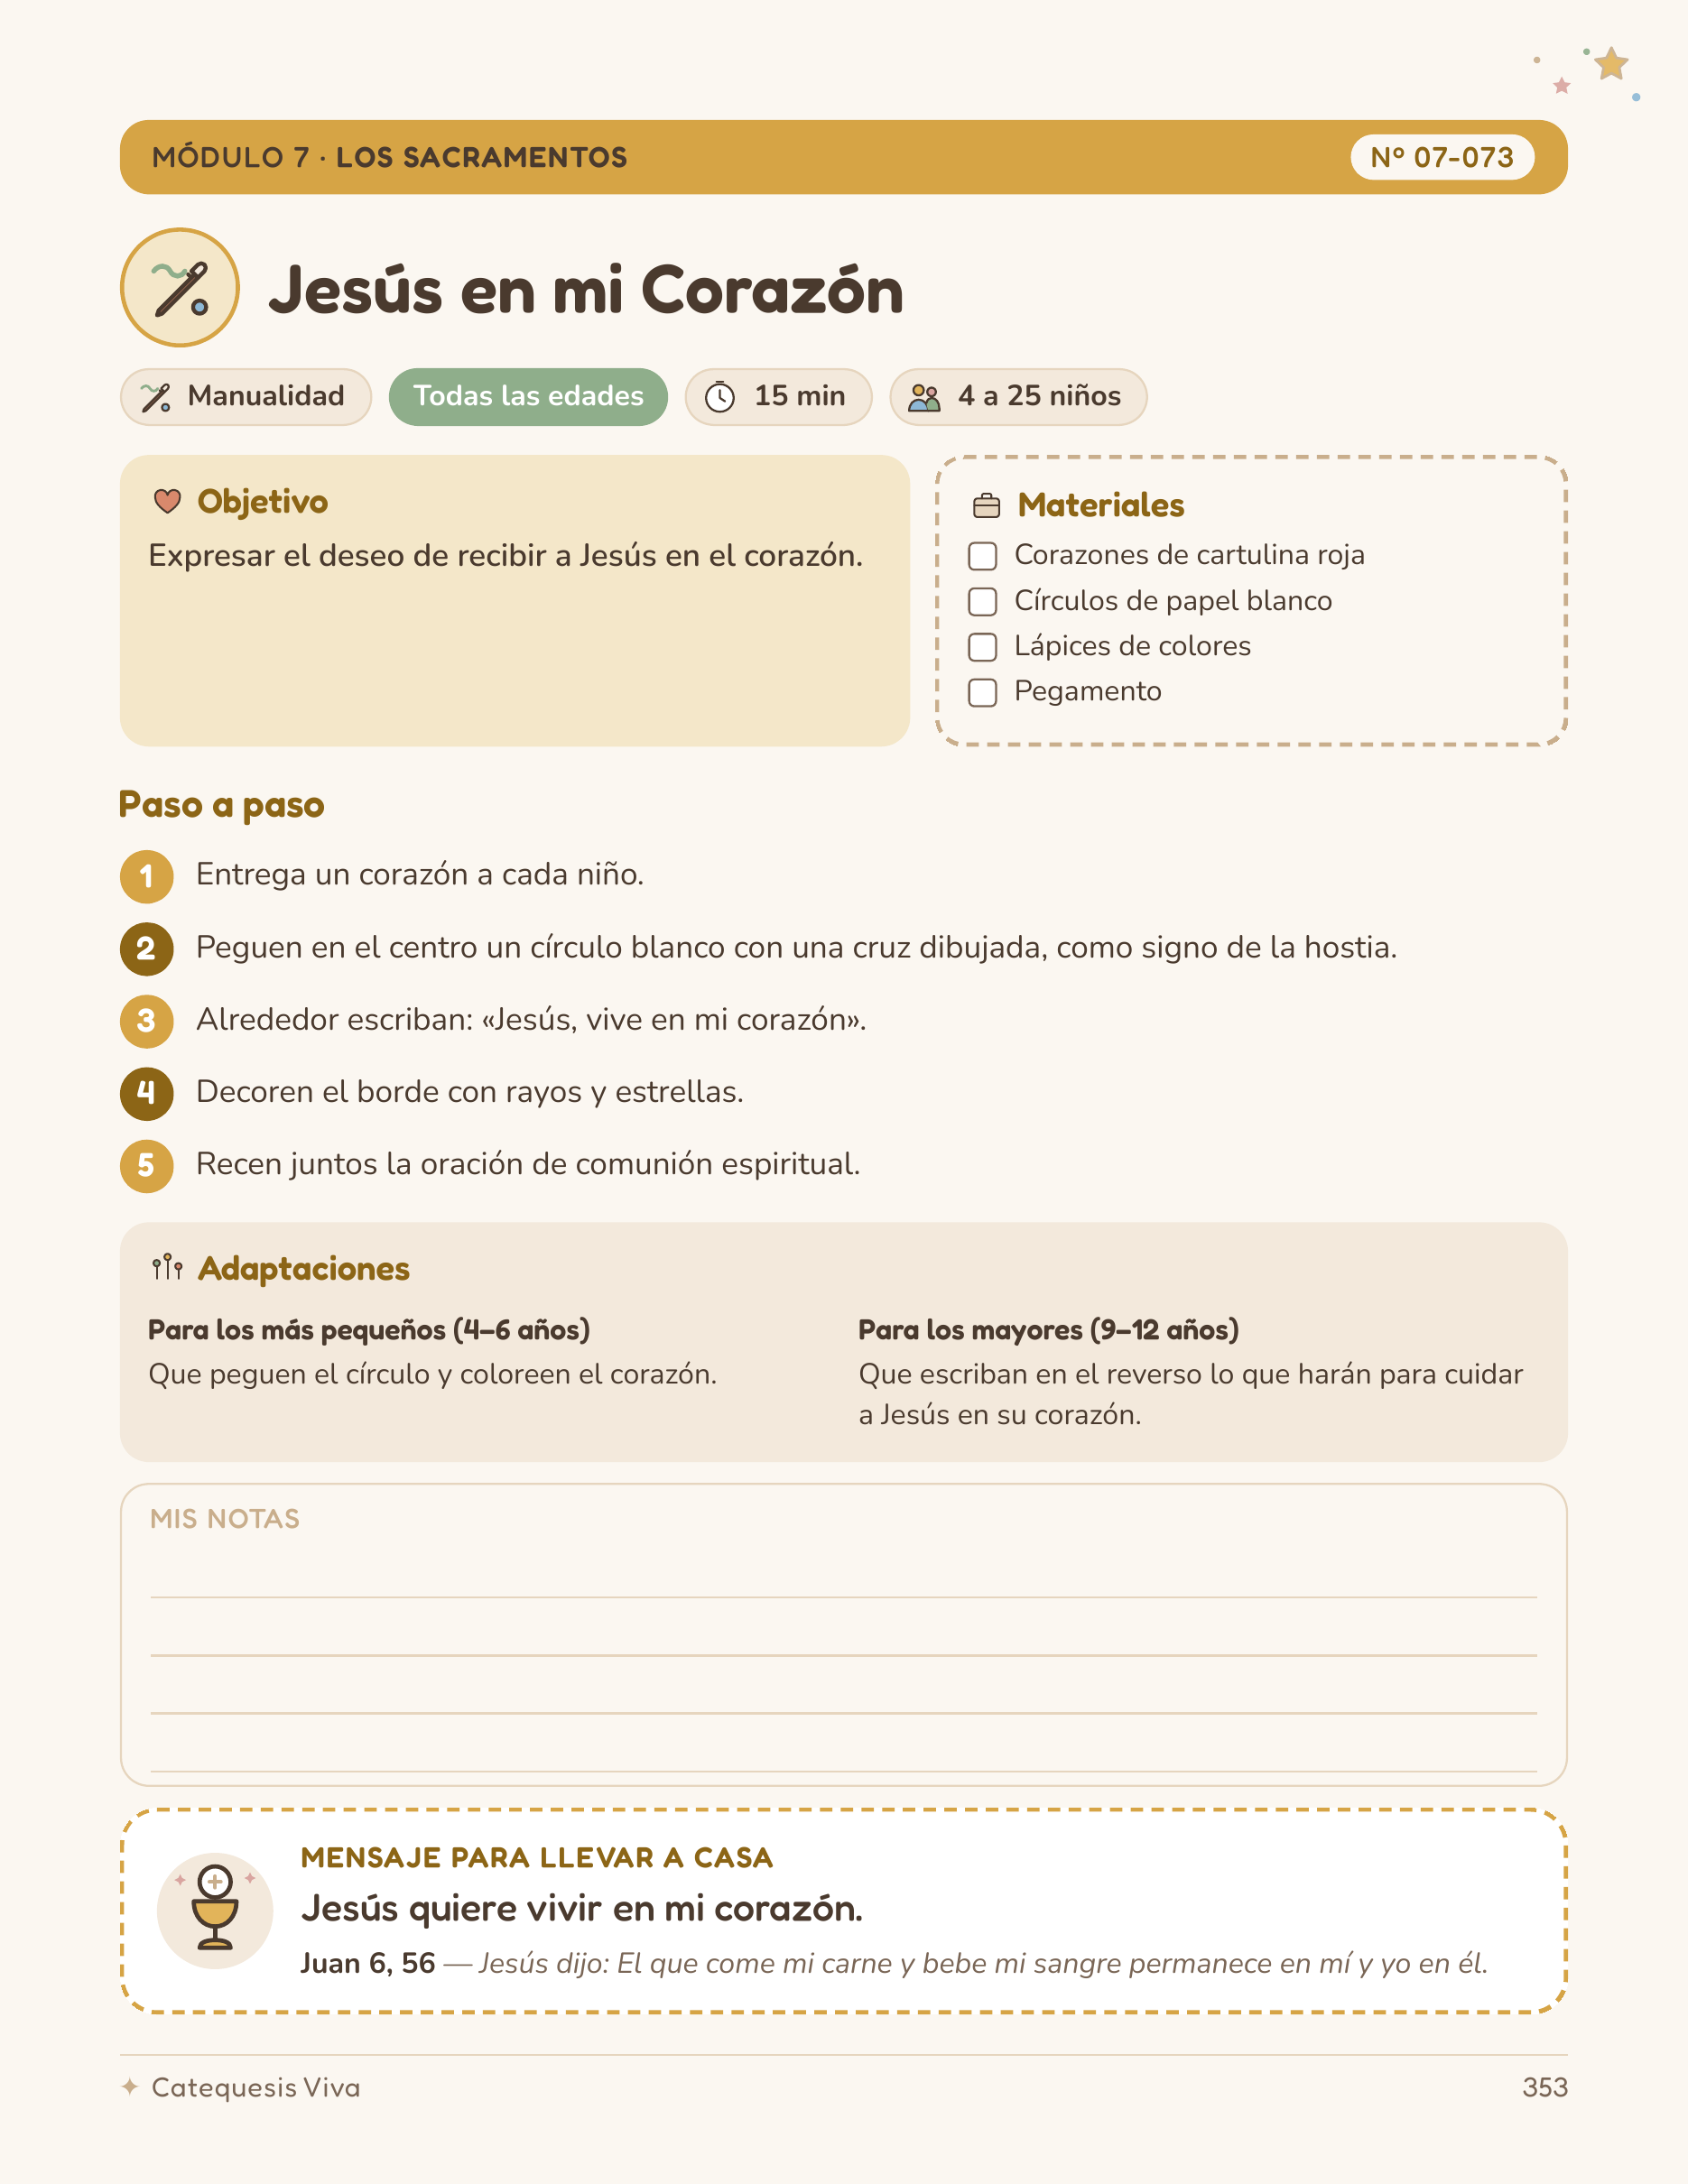 MÓDULO 7 · LOS SACRAMENTOS
Nº 07-073
Jesús en mi Corazón
Manualidad
Todas las edades
15 min
4 a 25 niños
Objetivo
Expresar el deseo de recibir a Jesús en el corazón.
Materiales
Corazones de cartulina roja
Círculos de papel blanco
Lápices de colores
Pegamento
Paso a paso
1 Entrega un corazón a cada niño.
2 Peguen en el centro un círculo blanco con una cruz dibujada, como signo de la hostia.
3 Alrededor escriban: «Jesús, vive en mi corazón».
4 Decoren el borde con rayos y estrellas.
5 Recen juntos la oración de comunión espiritual.
Adaptaciones
Para los más pequeños (4–6 años)
Que peguen el círculo y coloreen el corazón.
Para los mayores (9–12 años)
Que escriban en el reverso lo que harán para cuidar
a Jesús en su corazón.
MIS NOTAS
MENSAJE PARA LLEVAR A CASA
Jesús quiere vivir en mi corazón.
Juan 6, 56 — Jesús dijo: El que come mi carne y bebe mi sangre permanece en mí y yo en él.
Catequesis Viva
353